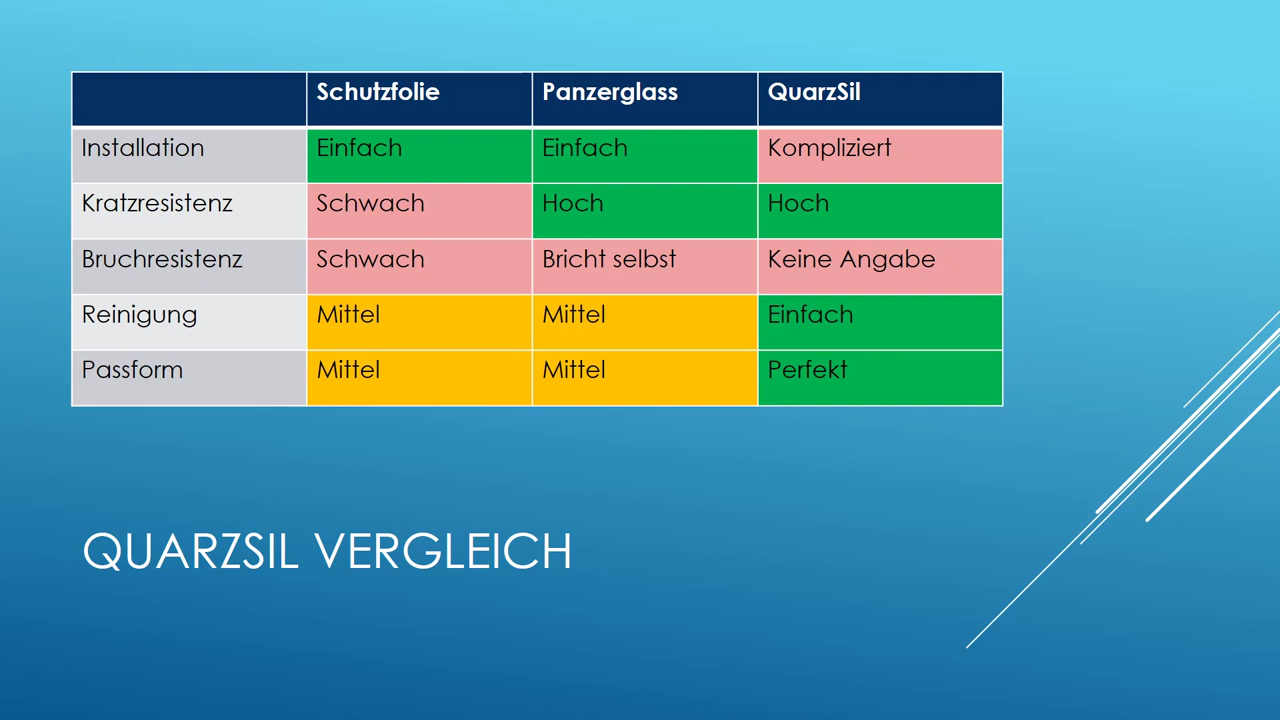 Schutzfolie Panzerglass QuarzSil
Installation Einfach Einfach Kompliziert
Kratzresistenz Schwach Hoch Hoch
Bruchresistenz Schwach Bricht selbst Keine Angabe
Reinigung Mittel Mittel Einfach
Passform Mittel Mittel Perfekt
QUARZSIL VERGLEICH